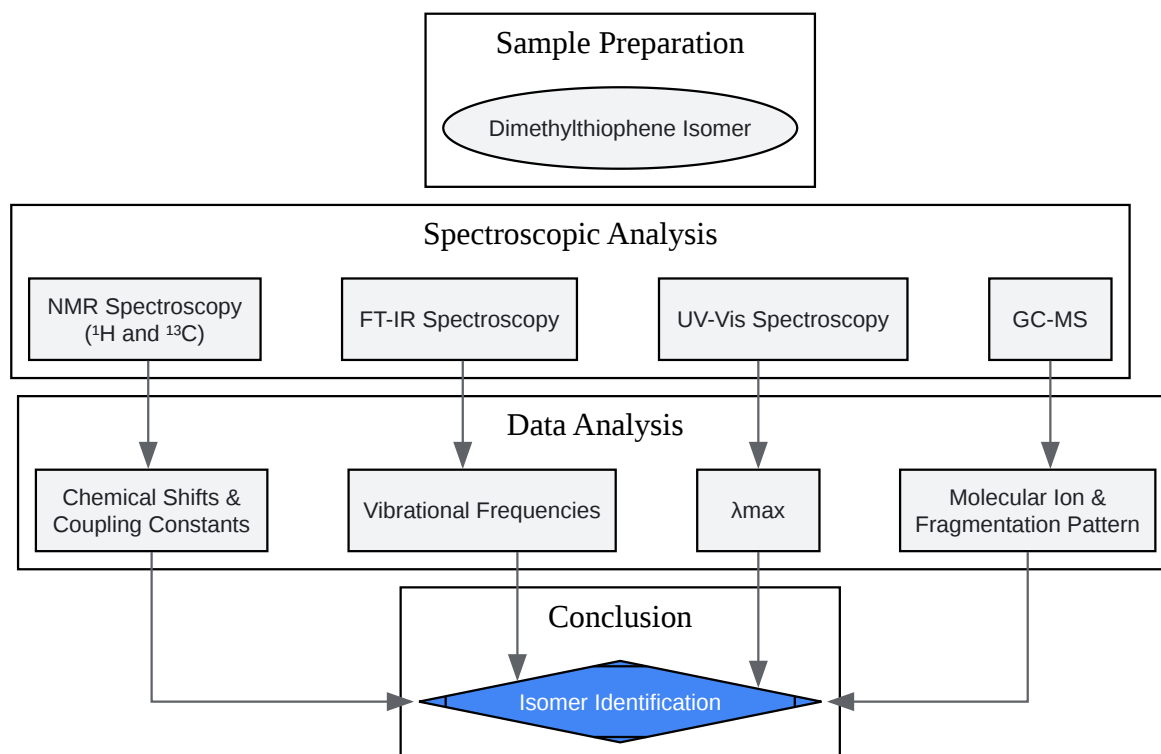 Sample Preparation
Dimethylthiophene Isomer
Spectroscopic Analysis
NMR Spectroscopy
(¹H and ¹³C)
FT-IR Spectroscopy
UV-Vis Spectroscopy
GC-MS
Data Analysis
Chemical Shifts &
Coupling Constants
Vibrational Frequencies
λmax
Molecular Ion &
Fragmentation Pattern
Conclusion
Isomer Identification